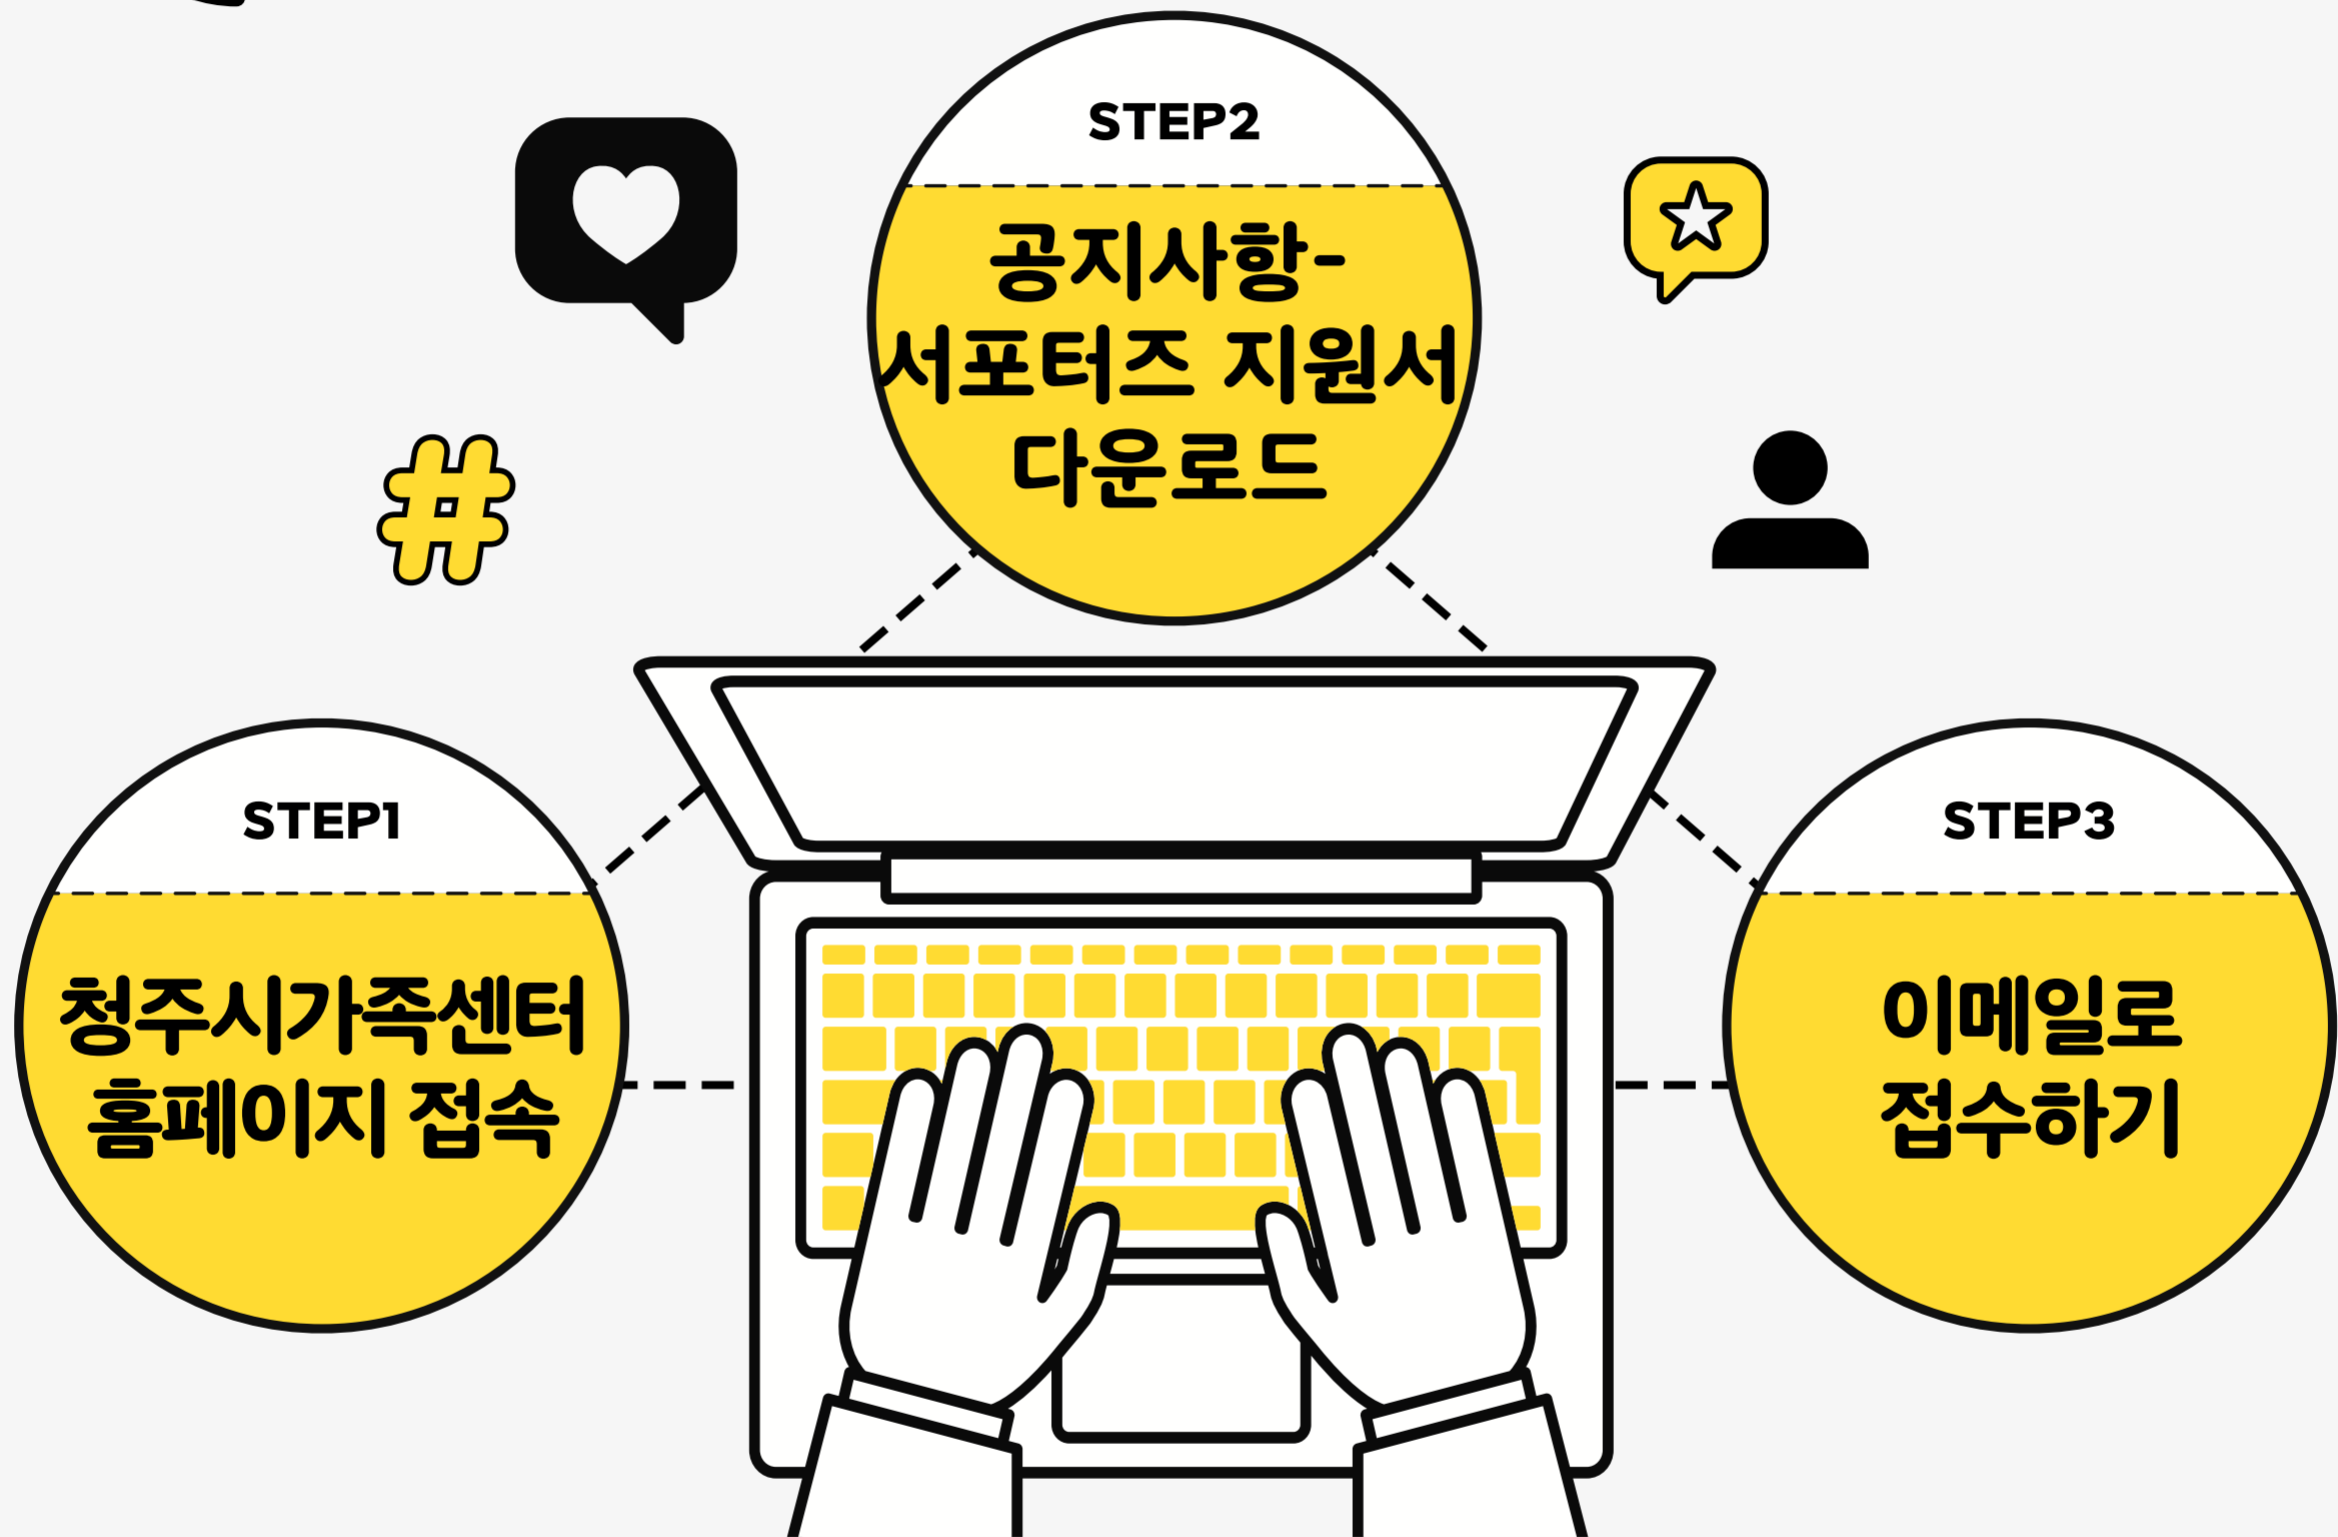 STEP2
공지사항-
서포터즈 지원서
다운로드
STEP1
청주시가족센터
홈페이지 접속
STEP3
이메일로
접수하기